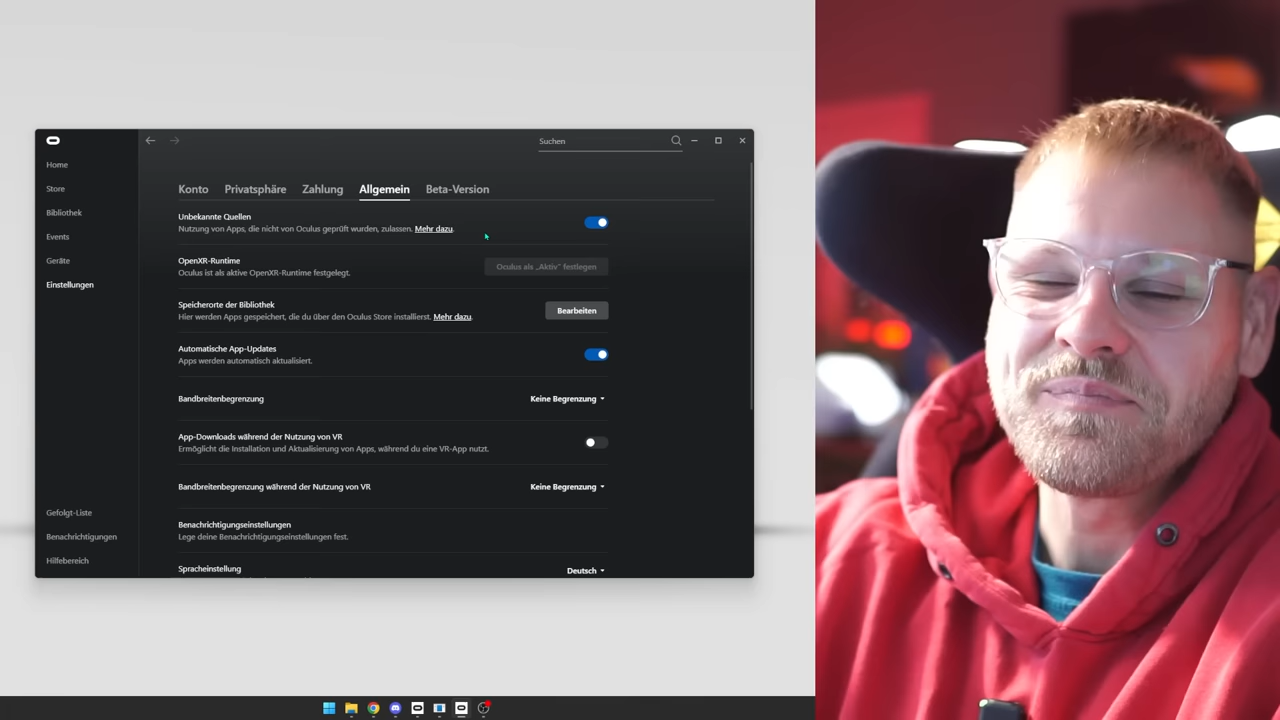 Suchen
Home
Store
Bibliothek
Events
Geräte
Einstellungen
Gefolgt-Liste
Benachrichtigungen
Hilfebereich
Konto Privatsphäre Zahlung Allgemein Beta-Version
Unbekannte Quellen
Nutzung von Apps, die nicht von Oculus geprüft wurden, zulassen. Mehr dazu.
OpenXR-Runtime
Oculus ist als aktive OpenXR-Runtime festgelegt.
Oculus als „Aktiv" festlegen
Speicherorte der Bibliothek
Hier werden Apps gespeichert, die du über den Oculus Store installierst. Mehr dazu.
Bearbeiten
Automatische App-Updates
Apps werden automatisch aktualisiert.
Bandbreitenbegrenzung
Keine Begrenzung
App-Downloads während der Nutzung von VR
Ermöglicht die Installation und Aktualisierung von Apps, während du eine VR-App nutzt.
Bandbreitenbegrenzung während der Nutzung von VR
Keine Begrenzung
Benachrichtigungseinstellungen
Lege deine Benachrichtigungseinstellungen fest.
Spracheinstellung
Deutsch